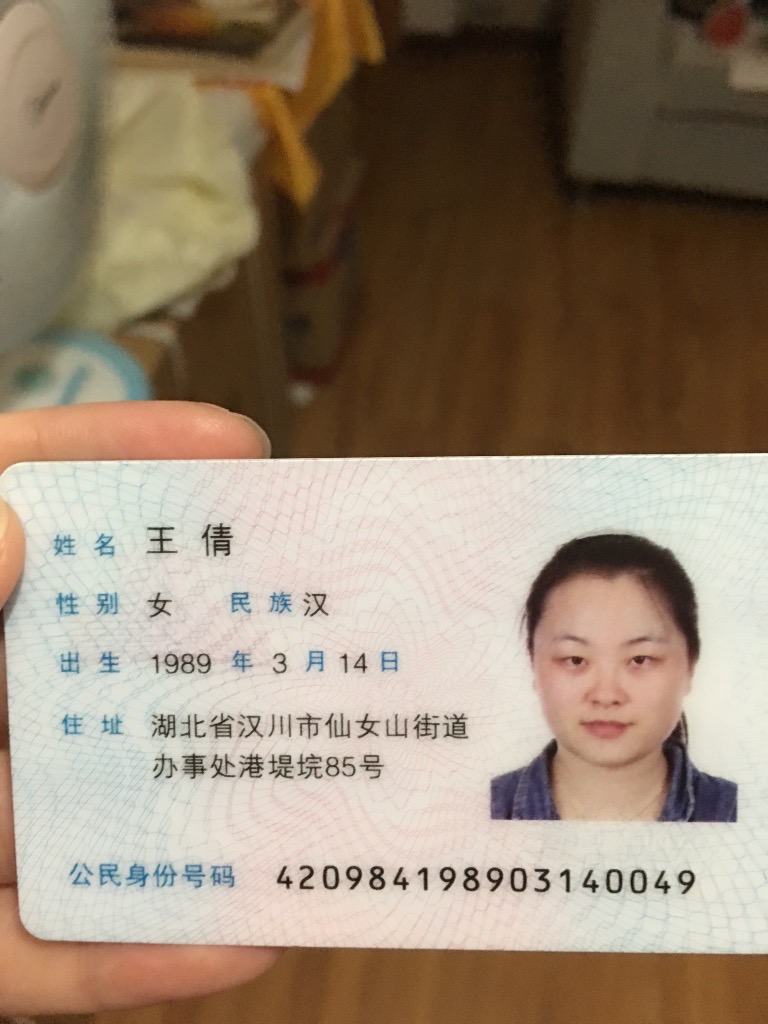 姓名 王倩
性别 女 民族 汉
出生 1989 年 3 月 14 日
住址 湖北省汉川市仙女山街道
办事处港堤垸85号
公民身份号码 420984198903140049